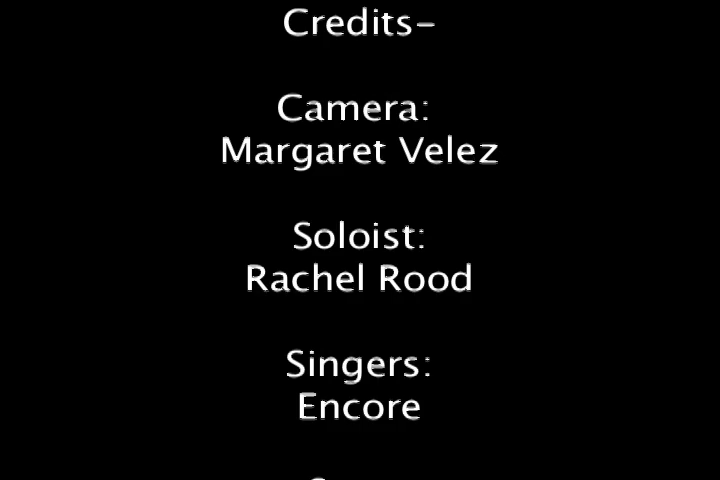 Credits-
Camera:
Margaret Velez
Soloist:
Rachel Rood
Singers:
Encore